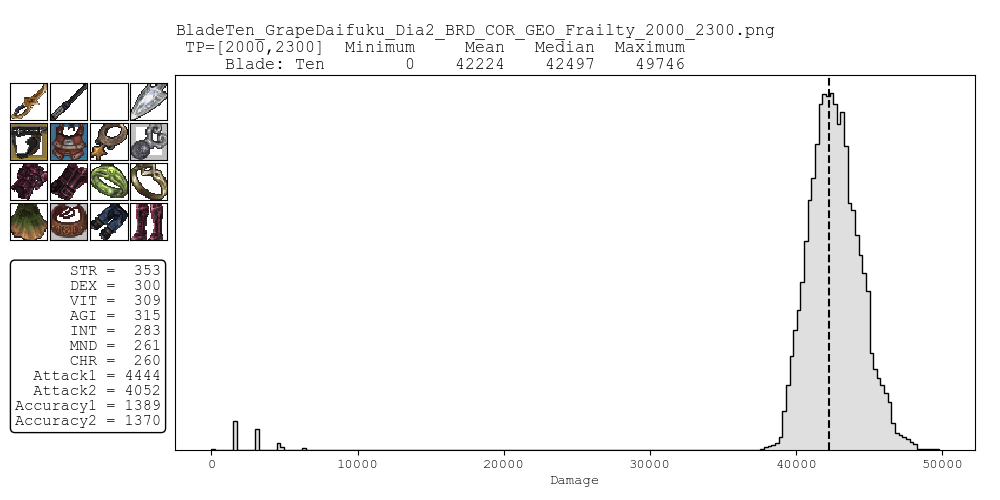 BladeTen_GrapeDaifuku_Dia2_BRD_COR_GEO_Frailty_2000_2300.png
TP=[2000,2300] Minimum Mean Median Maximum
Blade: Ten 0 42224 42497 49746
STR = 353
DEX = 300
VIT = 309
AGI = 315
INT = 283
MND = 261
CHR = 260
Attack1 = 4444
Attack2 = 4052
Accuracy1 = 1389
Accuracy2 = 1370
0 10000 20000 30000 40000 50000
Damage